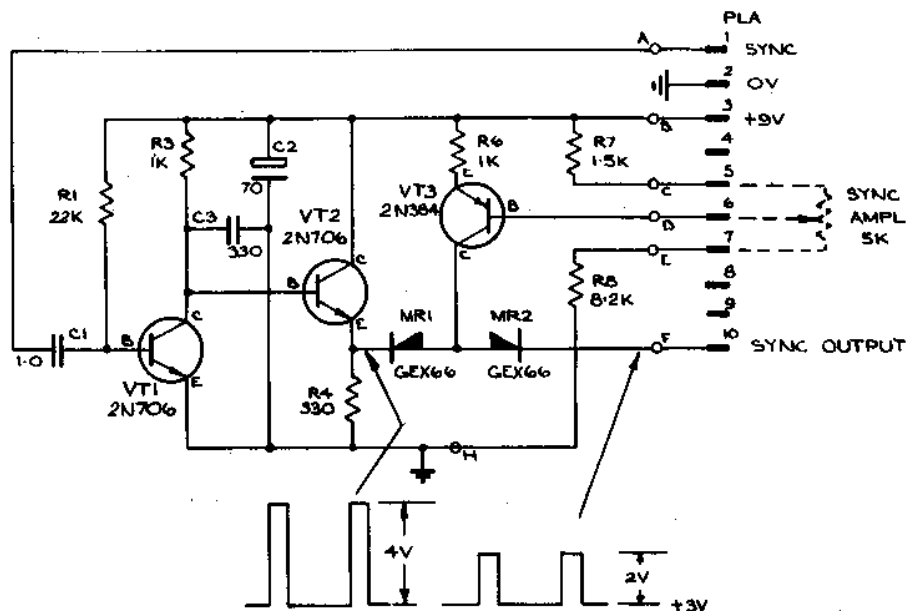 PLA
A
1
SYNC
2
0V
3
B
+9V
R3
1K
C2
70
R6
1K
R7
1·5K
4
5
C
E
VT3
2N384
B
6
D
SYNC
AMPL
5K
R1
22K
C3
330
VT2
2N706
C
7
E
R8
8·2K
8
9
C
B
MR1
MR2
10
F
SYNC OUTPUT
C1
1·0
B
C
E
GEX66
GEX66
VT1
2N706
E
R4
330
H
4V
2V
+3V